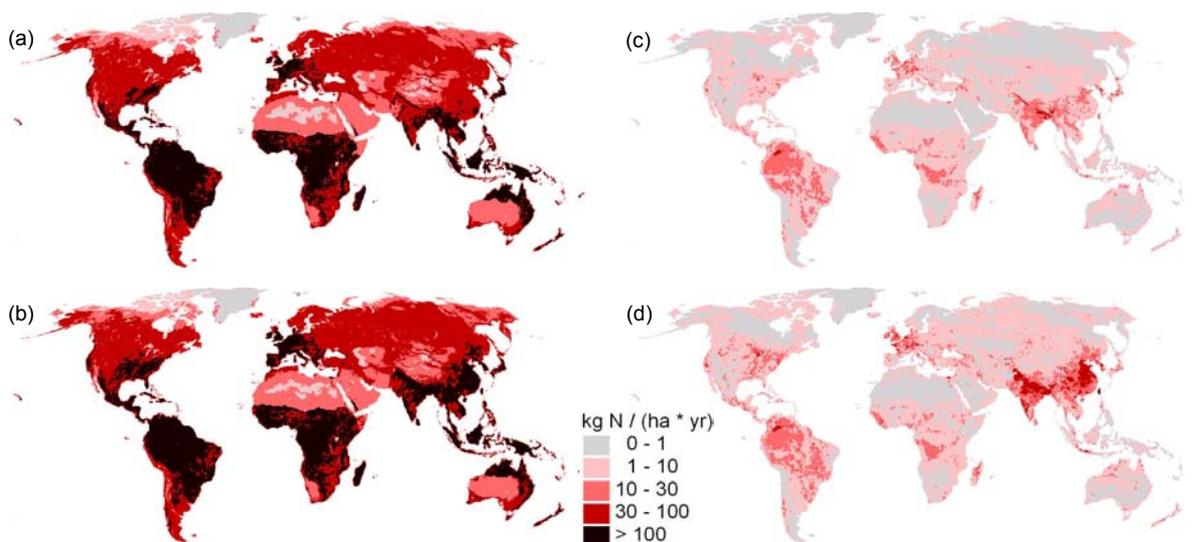 (a)
(c)
(b)
(d)
kg N / (ha * yr)
0 - 1
1 - 10
10 - 30
30 - 100
> 100